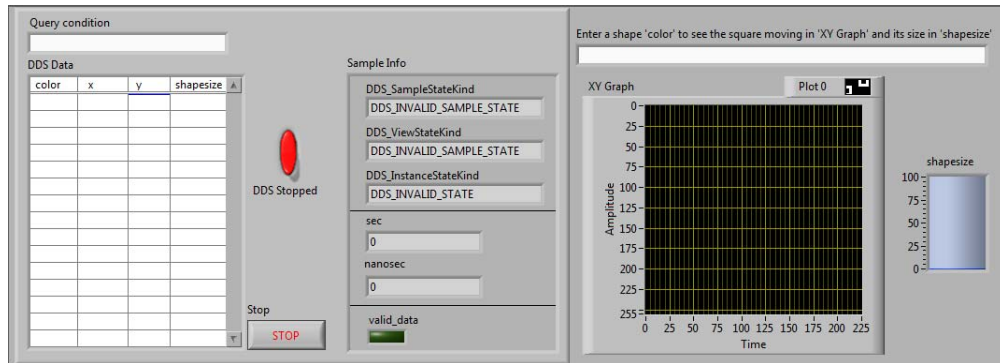 Query condition
DDS Data
color x y shapesize
DDS Stopped
Stop
STOP
Sample Info
DDS_SampleStateKind
DDS_INVALID_SAMPLE_STATE
DDS_ViewStateKind
DDS_INVALID_SAMPLE_STATE
DDS_InstanceStateKind
DDS_INVALID_STATE
sec
0
nanosec
0
valid_data
Enter a shape 'color' to see the square moving in 'XY Graph' and its size in 'shapesize'
XY Graph
Plot 0
Amplitude
0
25
50
75
100
125
150
175
200
225
255
0 25 50 75 100 125 150 175 200 225
Time
shapesize
100
75
50
25
0